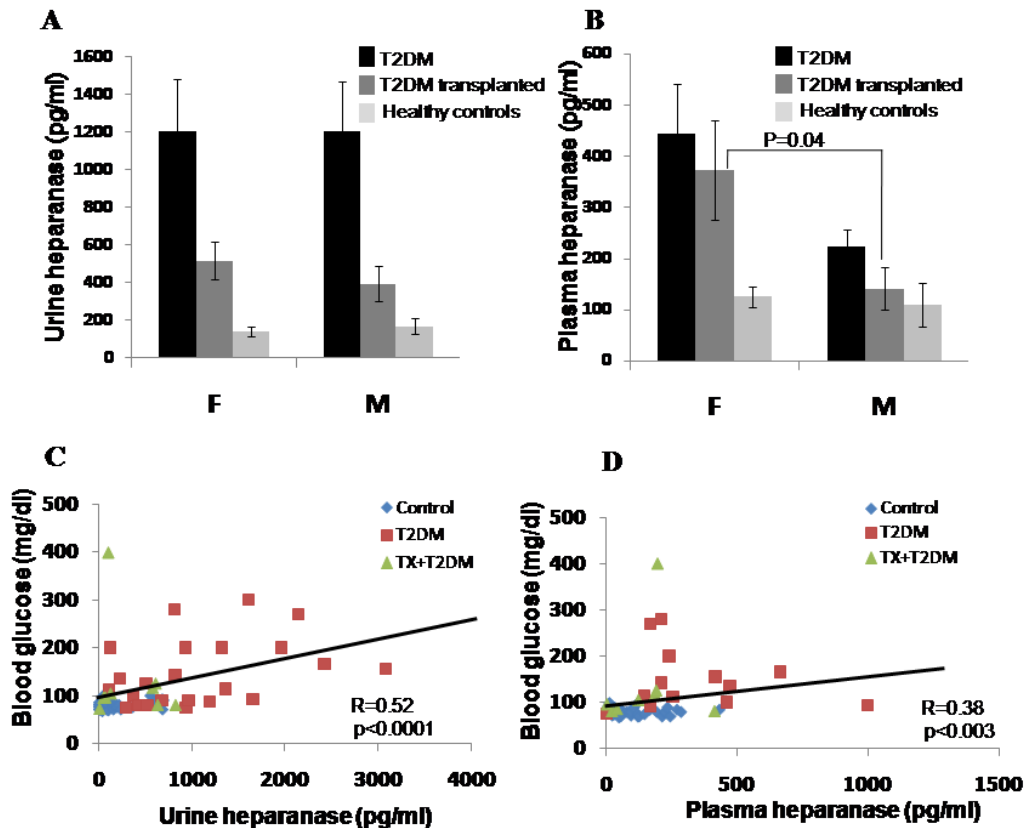 A
T2DM
T2DM transplanted
Healthy controls
Urine heparanase (pg/ml)
1600
1400
1200
1000
800
600
400
200
0
F
M
B
T2DM
T2DM transplanted
Healthy controls
P=0.04
Plasma heparanase (pg/ml)
600
500
400
300
200
100
0
F
M
C
Control
T2DM
TX+T2DM
Blood glucose (mg/dl)
500
400
300
200
100
0
R=0.52
p<0.0001
0
1000
2000
3000
4000
Urine heparanase (pg/ml)
D
Control
T2DM
TX+T2DM
Blood glucose (mg/dl)
500
400
300
200
100
0
R=0.38
p<0.003
0
500
1000
1500
Plasma heparanase (pg/ml)